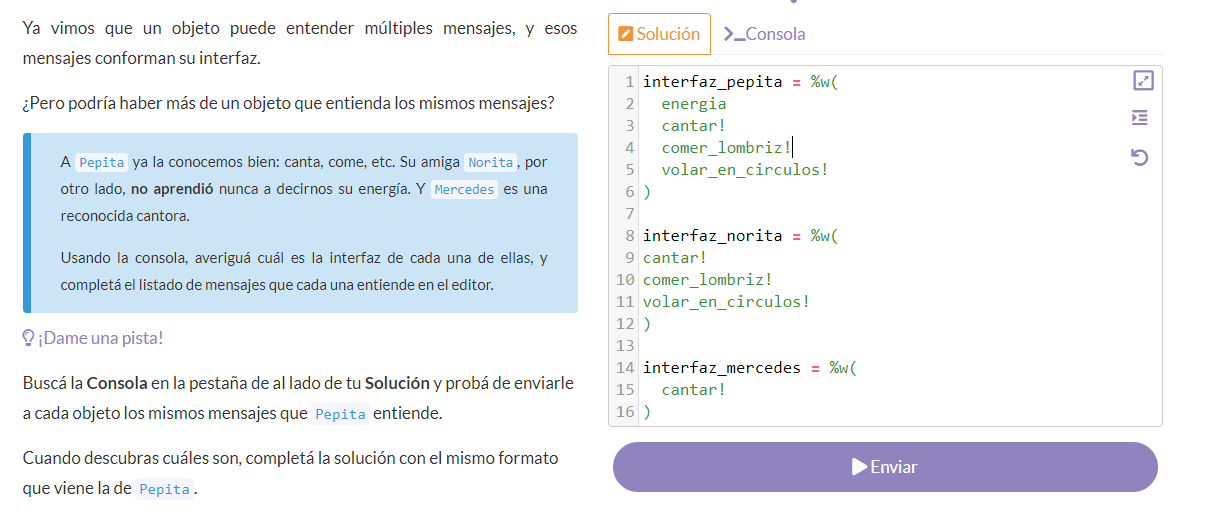 Ya vimos que un objeto puede entender múltiples mensajes, y esos
mensajes conforman su interfaz.
¿Pero podría haber más de un objeto que entienda los mismos mensajes?
A Pepita ya la conocemos bien: canta, come, etc. Su amiga Norita, por
otro lado, no aprendió nunca a decirnos su energía. Y Mercedes es una
reconocida cantora.
Usando la consola, averiguá cuál es la interfaz de cada una de ellas, y
completá el listado de mensajes que cada una entiende en el editor.
¡Dame una pista!
Buscá la Consola en la pestaña de al lado de tu Solución y probá de enviarle
a cada objeto los mismos mensajes que Pepita entiende.
Cuando descubras cuáles son, completá la solución con el mismo formato
que viene la de Pepita.
Solución
Consola
1 interfaz_pepita = %w(
2   energia
3   cantar!
4   comer_lombriz!
5   volar_en_circulos!
6 )
7
8 interfaz_norita = %w(
9 cantar!
10 comer_lombriz!
11 volar_en_circulos!
12 )
13
14 interfaz_mercedes = %w(
15   cantar!
16 )
Enviar